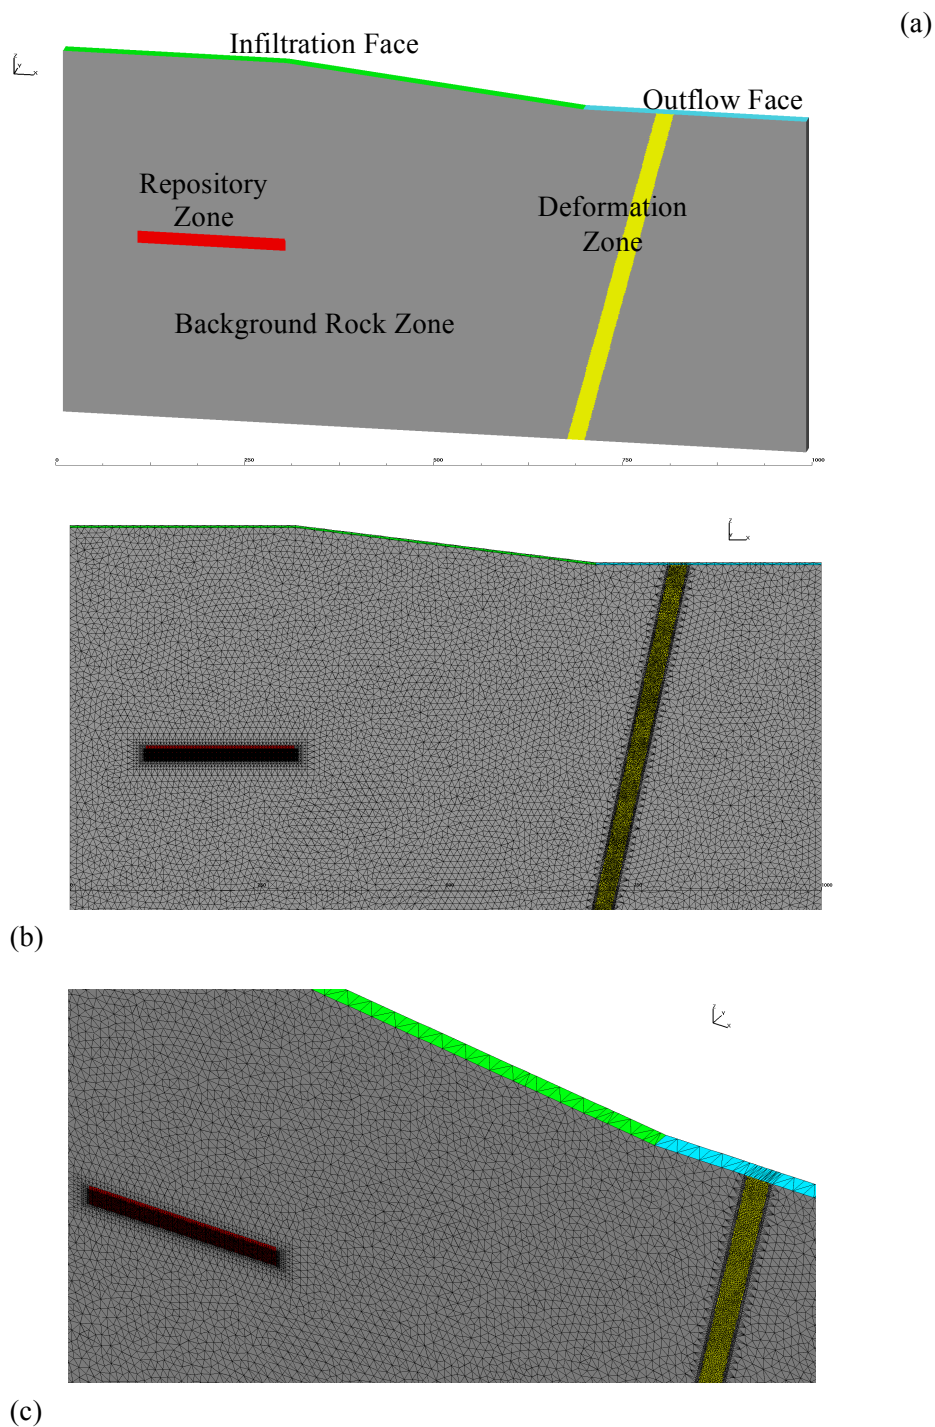 (a)
Infiltration Face
Outflow Face
Repository
Zone
Deformation
Zone
Background Rock Zone
0 250 500 750 1000
(b)
(c)